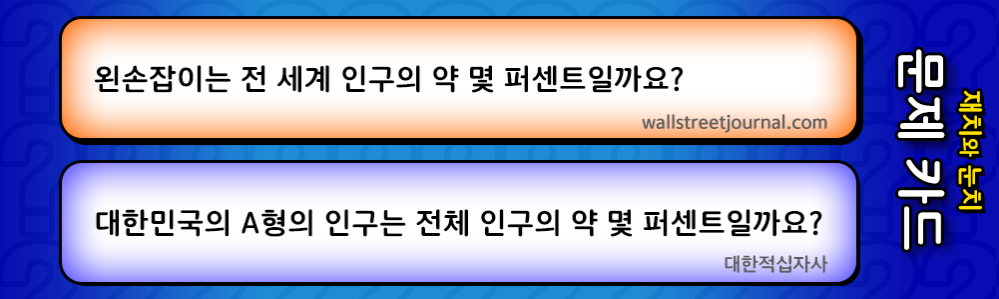 왼손잡이는 전 세계 인구의 약 몇 퍼센트일까요?
wallstreetjournal.com
대한민국의 A형의 인구는 전체 인구의 약 몇 퍼센트일까요?
대한적십자사
재치와 눈치
문제 카드